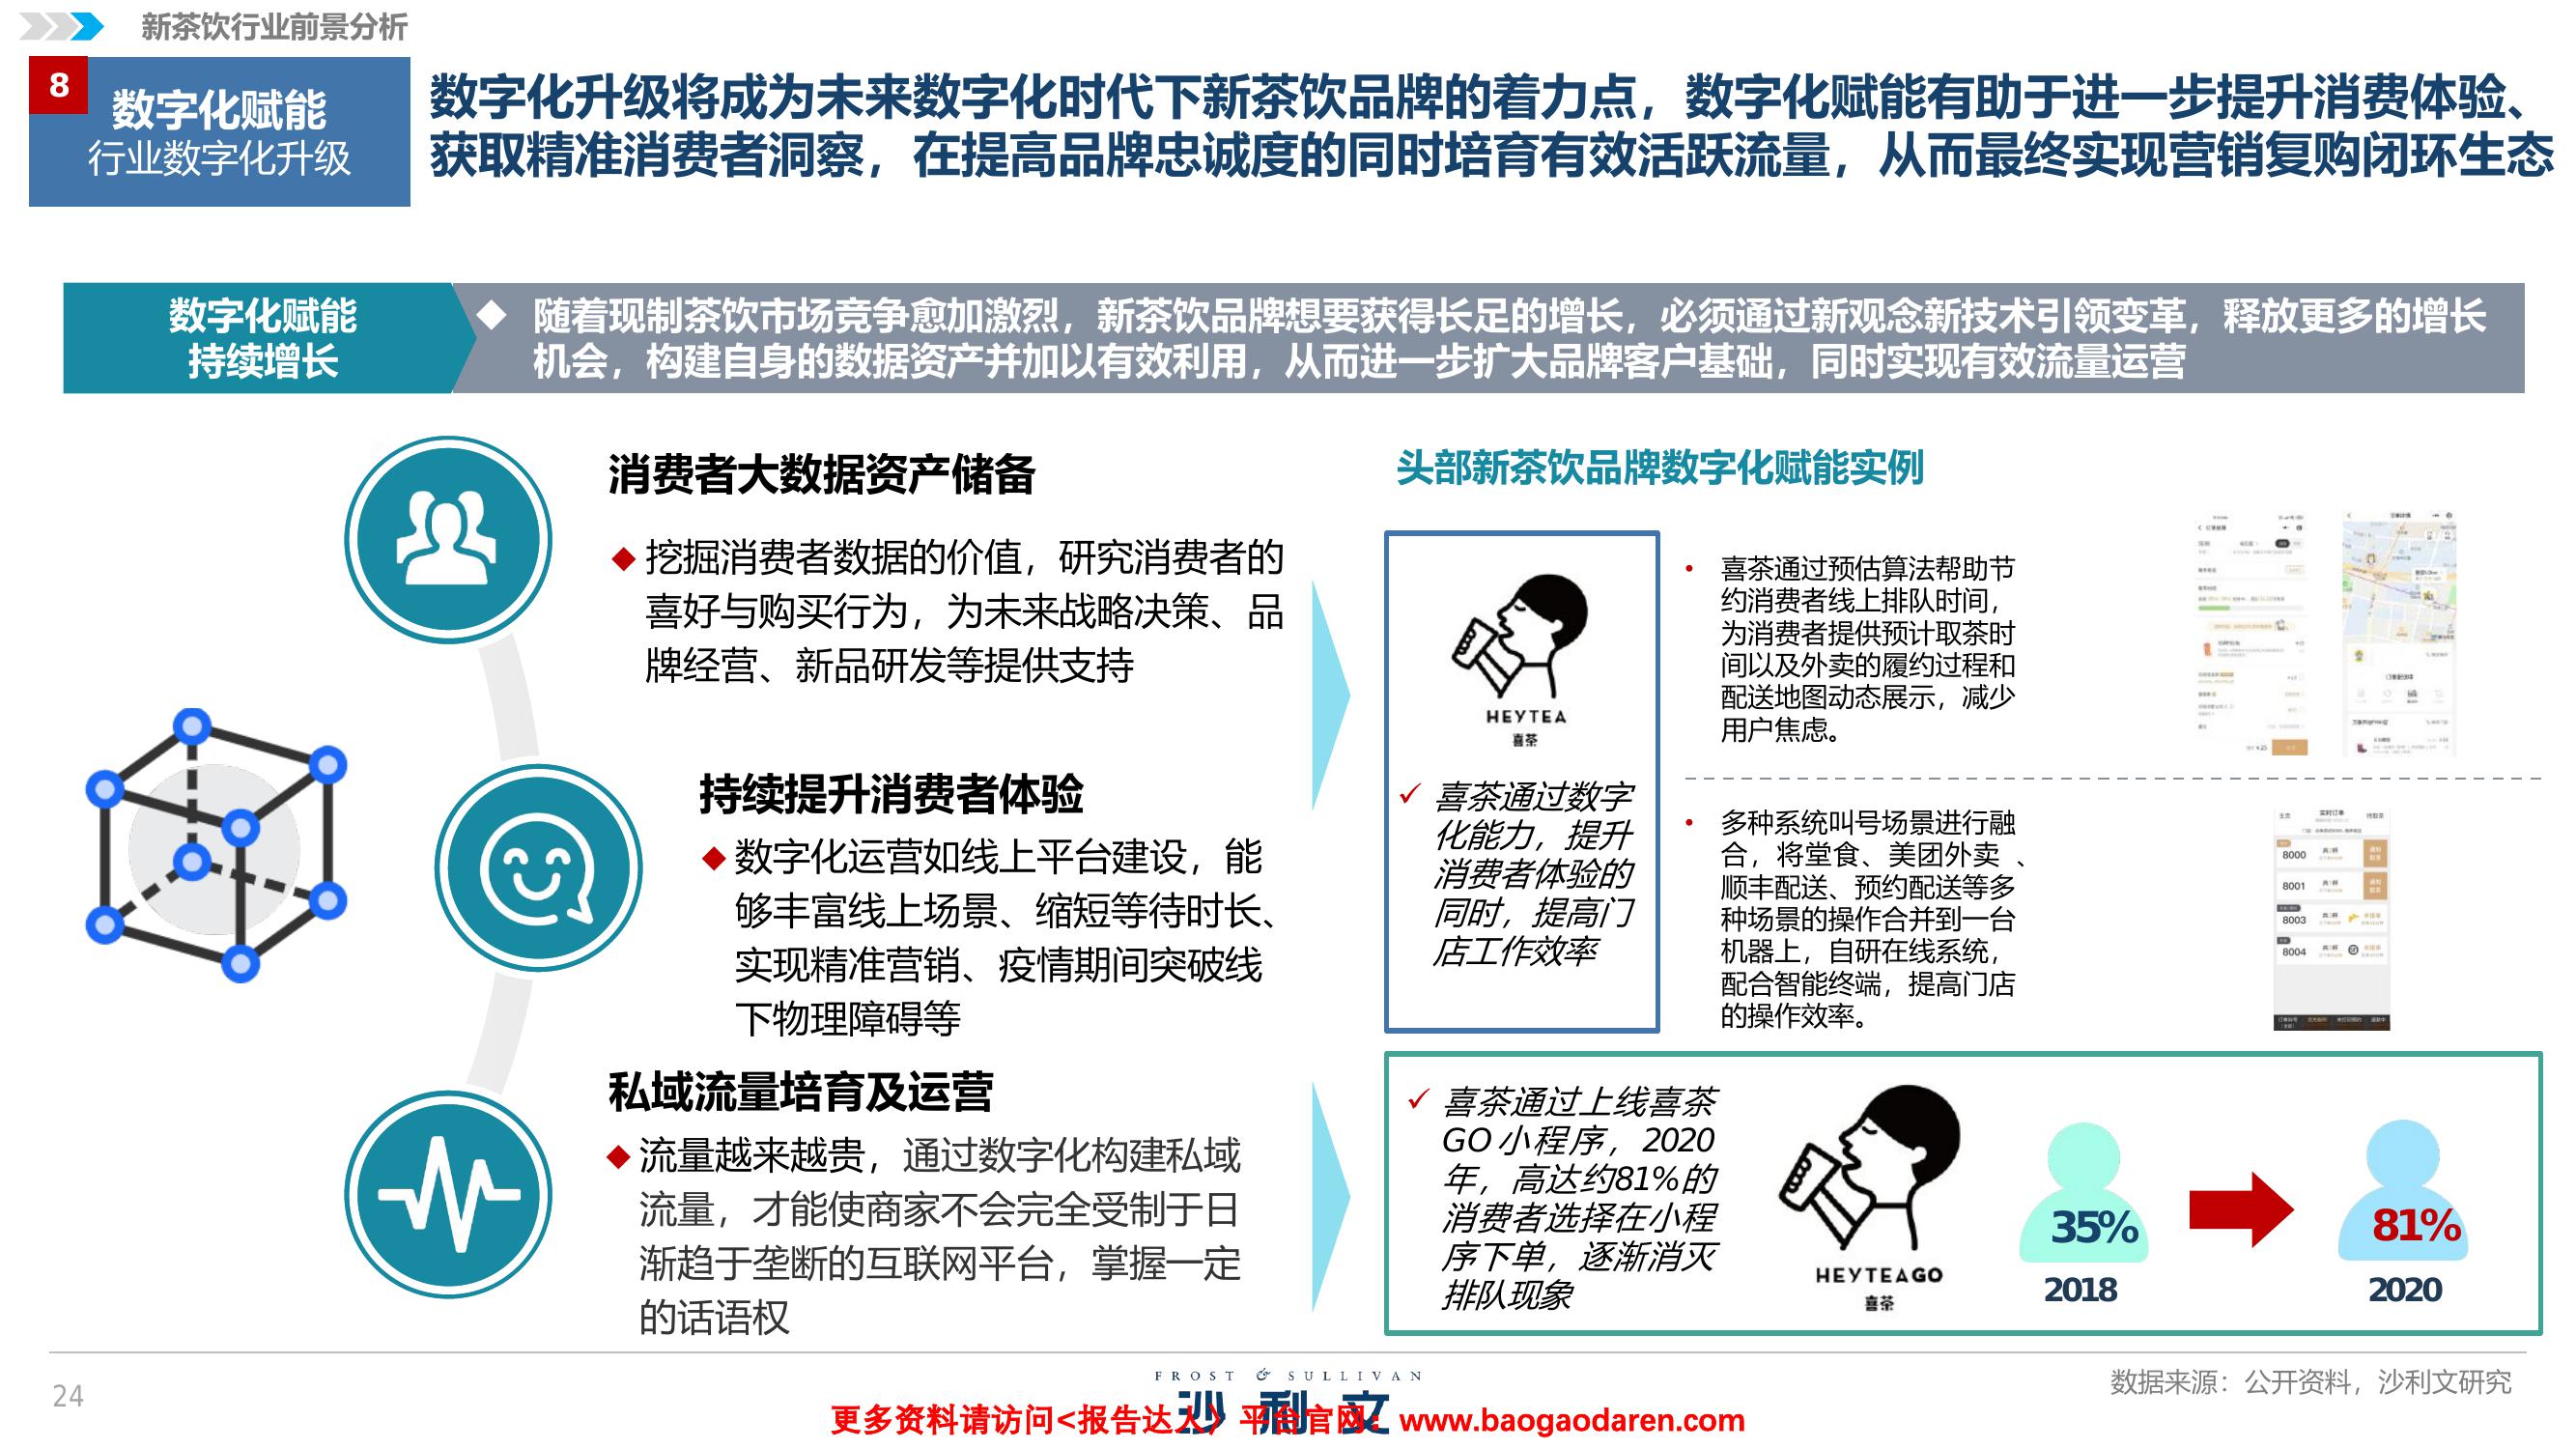 新茶饮行业前景分析
8
数字化赋能
行业数字化升级
数字化升级将成为未来数字化时代下新茶饮品牌的着力点，数字化赋能有助于进一步提升消费体验、
获取精准消费者洞察，在提高品牌忠诚度的同时培育有效活跃流量，从而最终实现营销复购闭环生态
数字化赋能
持续增长
◆ 随着现制茶饮市场竞争愈加激烈，新茶饮品牌想要获得长足的增长，必须通过新观念新技术引领变革，释放更多的增长
机会，构建自身的数据资产并加以有效利用，从而进一步扩大品牌客户基础，同时实现有效流量运营
消费者大数据资产储备
◆ 挖掘消费者数据的价值，研究消费者的
喜好与购买行为，为未来战略决策、品
牌经营、新品研发等提供支持
持续提升消费者体验
◆ 数字化运营如线上平台建设，能
够丰富线上场景、缩短等待时长、
实现精准营销、疫情期间突破线
下物理障碍等
私域流量培育及运营
◆ 流量越来越贵，通过数字化构建私域
流量，才能使商家不会完全受制于日
渐趋于垄断的互联网平台，掌握一定
的话语权
头部新茶饮品牌数字化赋能实例
HEYTEA
喜茶
✓ 喜茶通过数字
化能力，提升
消费者体验的
同时，提高门
店工作效率
• 喜茶通过预估算法帮助节
约消费者线上排队时间，
为消费者提供预计取茶时
间以及外卖的履约过程和
配送地图动态展示，减少
用户焦虑。
• 多种系统叫号场景进行融
合，将堂食、美团外卖 、
顺丰配送、预约配送等多
种场景的操作合并到一台
机器上，自研在线系统，
配合智能终端，提高门店
的操作效率。
实时订单
8000
8001
8003
8004
✓ 喜茶通过上线喜茶
GO小程序，2020
年，高达约81%的
消费者选择在小程
序下单，逐渐消灭
排队现象
HEYTEAGO
喜茶
35%
2018
81%
2020
24
FROST & SULLIVAN
沙利文
更多资料请访问<报告达人>平台官网：www.baogaodaren.com
数据来源：公开资料，沙利文研究